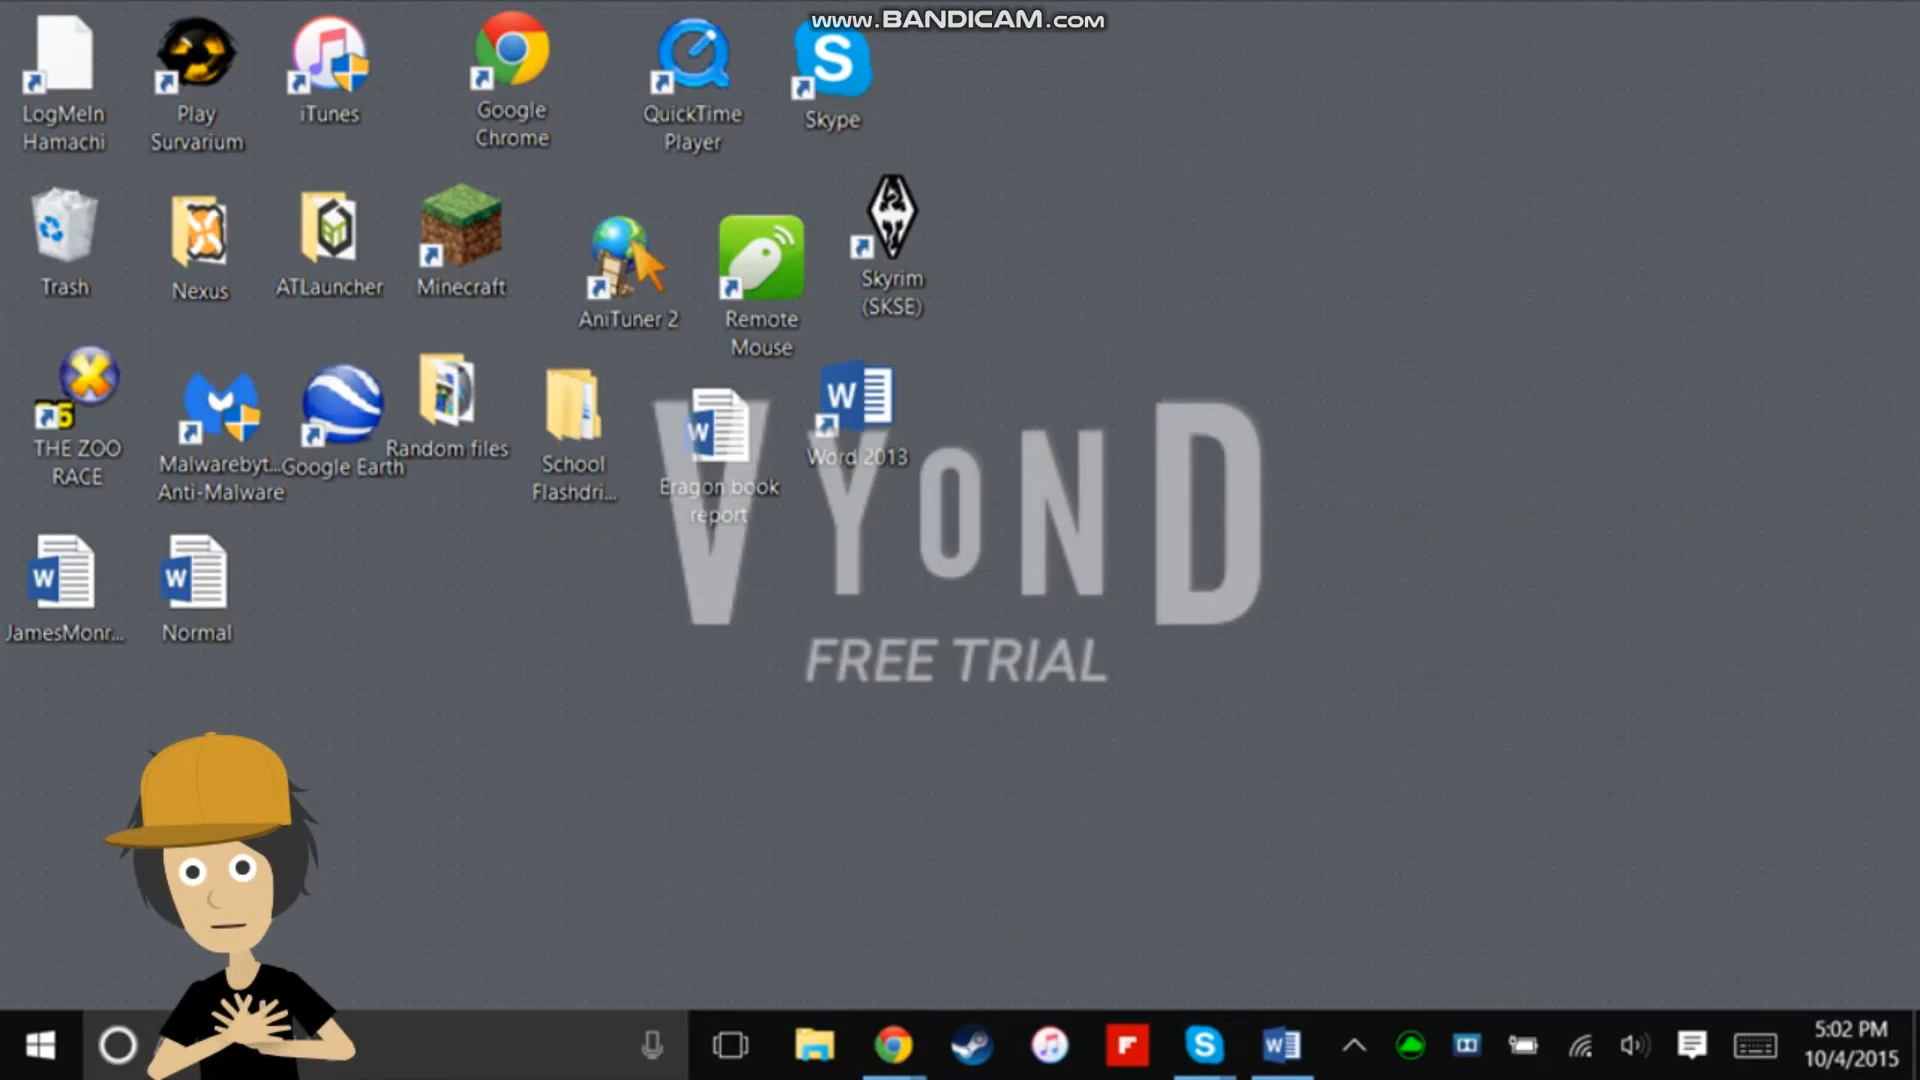 www.BANDICAM.com
LogMeIn
Hamachi
Play
Survarium
iTunes
Google
Chrome
QuickTime
Player
S
Skype
Trash
Nexus
ATLauncher
Minecraft
AniTuner 2
Remote
Mouse
Skyrim
(SKSE)
THE ZOO
RACE
Malwarebyt...
Anti-Malware
Google Earth
Random files
School
Flashdri...
W
Eragon book
report
W
Word 2013
VYOND
FREE TRIAL
W
JamesMonr...
W
Normal
S
W
5:02 PM
10/4/2015